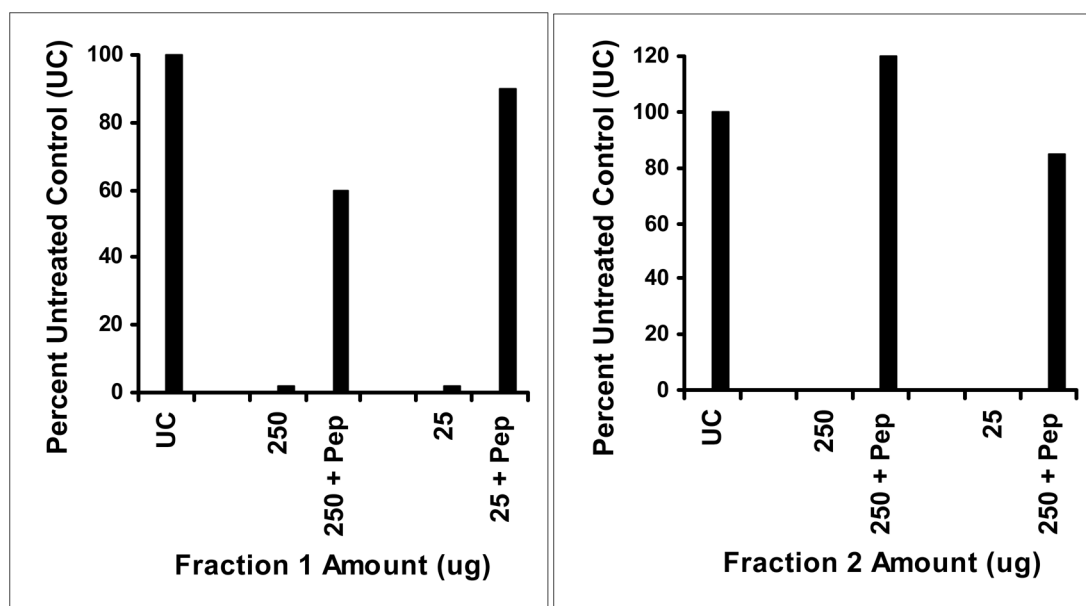 Percent Untreated Control (UC)
100
80
60
40
20
0
UC
250
250 + Pep
25
25 + Pep
Fraction 1 Amount (ug)
Percent Untreated Control (UC)
120
100
80
60
40
20
0
UC
250
250 + Pep
25
250 + Pep
Fraction 2 Amount (ug)